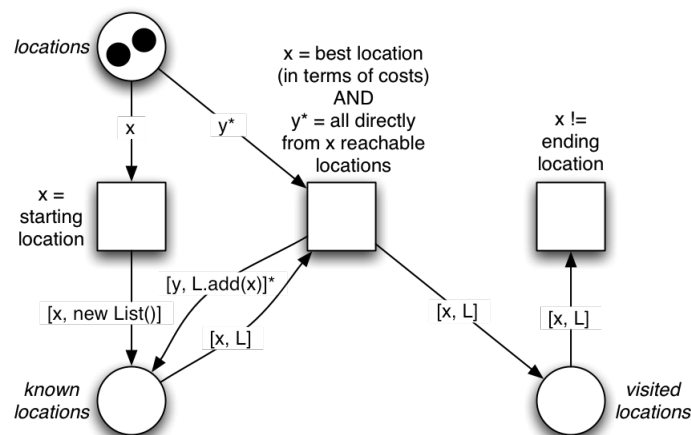 locations
x = best location
(in terms of costs)
AND
y* = all directly
from x reachable
locations
x !=
ending
location
x
y*
x =
starting
location
[y, L.add(x)]*
[x, new List()]
[x, L]
[x, L]
[x, L]
known
locations
visited
locations